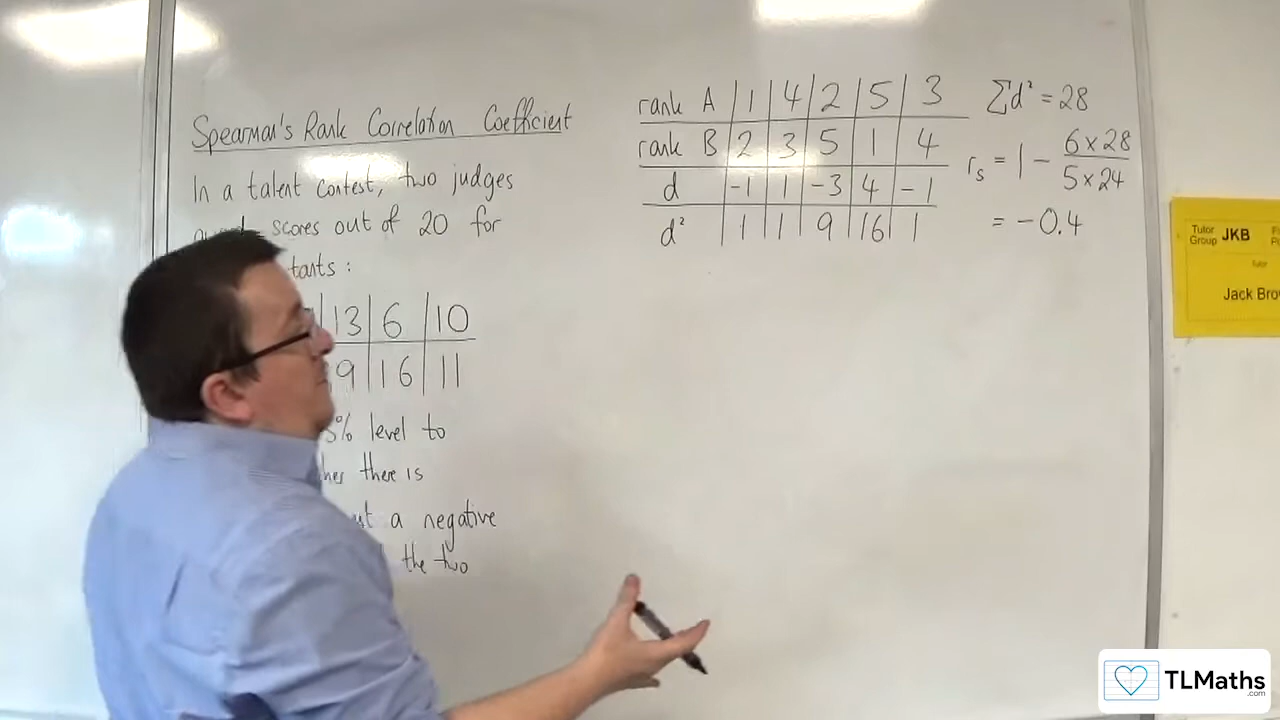 Spearman's Rank Correlation Coefficient
In a talent contest, two judges
scores out of 20 for
tants :
13 6 10
9 16 11
% level to
her there is
a negative
the two
rank A 1 4 2 5 3
rank B 2 3 5 1 4
d -1 1 -3 4 -1
d² 1 1 9 16 1
Σd² = 28
rs = 1 - 6×28
5×24
= -0.4
Tutor
Group JKB
Tutor
Jack Bro
TLMaths
.com